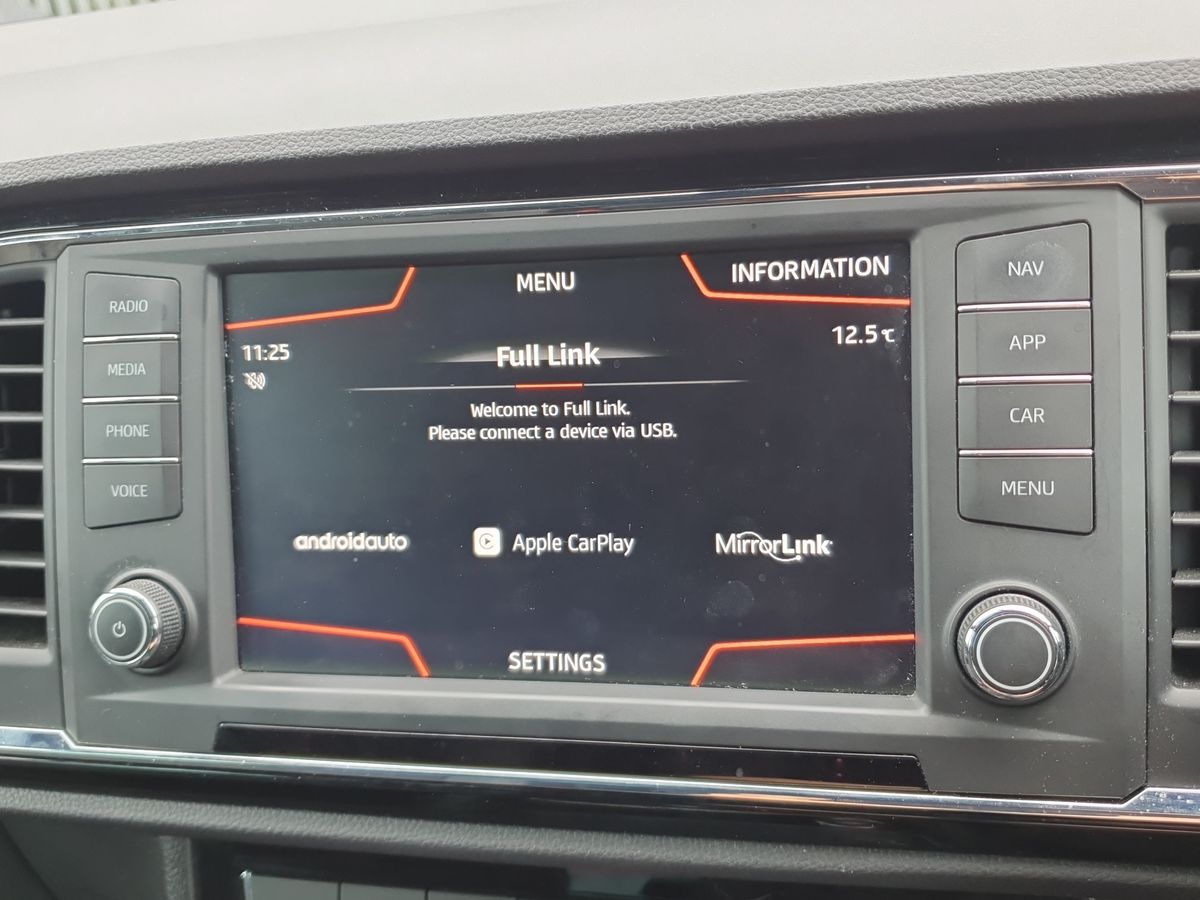 RADIO
MEDIA
PHONE
VOICE
MENU
INFORMATION
11:25
12.5°C
Full Link
Welcome to Full Link.
Please connect a device via USB.
androidauto
Apple CarPlay
MirrorLink
SETTINGS
NAV
APP
CAR
MENU